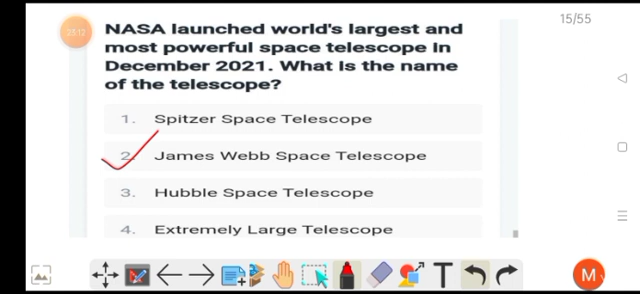 15/55
NASA launched world's largest and
most powerful space telescope in
December 2021. What is the name
of the telescope?
1. Spitzer Space Telescope
2. James Webb Space Telescope
3. Hubble Space Telescope
4. Extremely Large Telescope
T
M